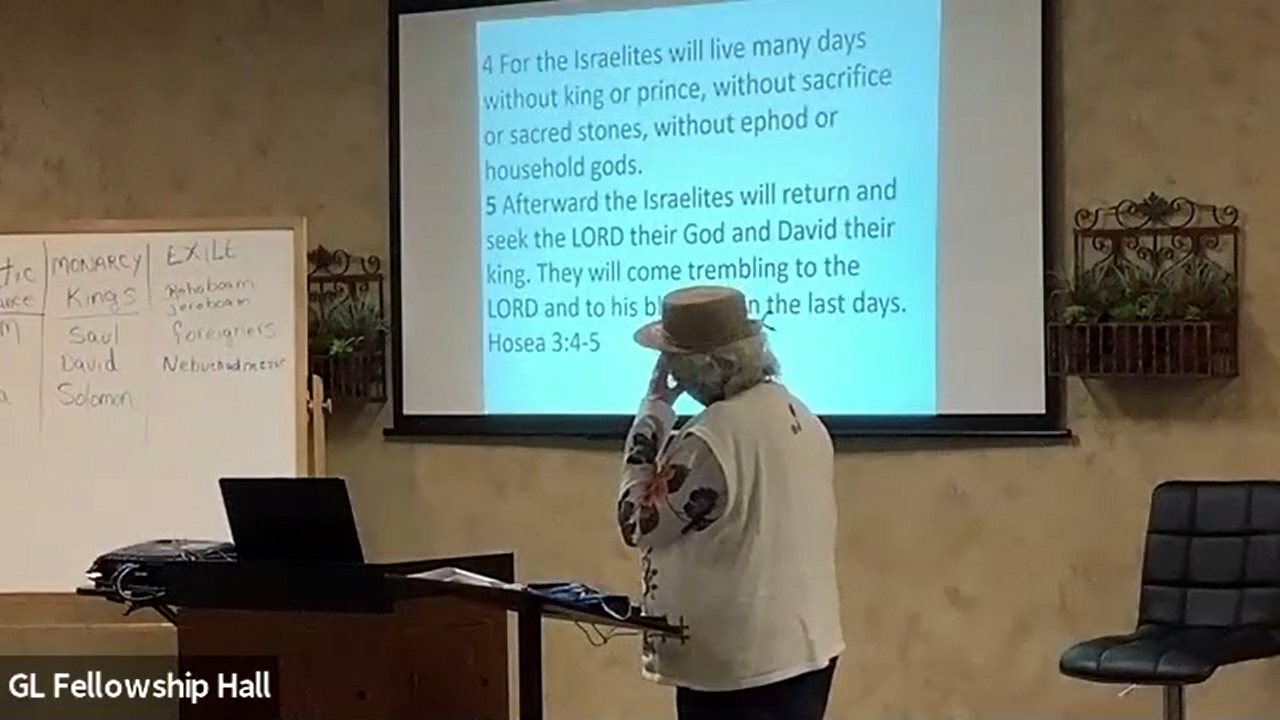 4 For the Israelites will live many days
without king or prince, without sacrifice
or sacred stones, without ephod or
household gods.
5 Afterward the Israelites will return and
seek the LORD their God and David their
king. They will come trembling to the
LORD and to his in the last days.
Hosea 3:4-5
MONARCY EXILE
Kings Rehoboam
Jeroboam
Saul foreigners
David
Solomon
GL Fellowship Hall